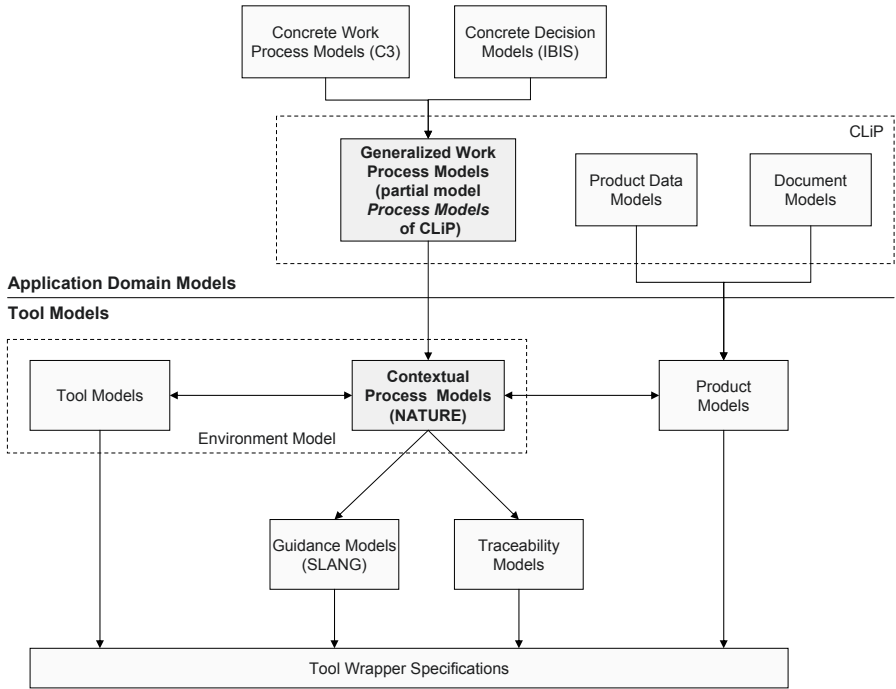 Concrete Work
Process Models (C3)
Concrete Decision
Models (IBIS)
CLiP
Generalized Work
Process Models
(partial model
Process Models
of CLiP)
Product Data
Models
Document
Models
Application Domain Models
Tool Models
Tool Models
Contextual
Process Models
(NATURE)
Product
Models
Environment Model
Guidance Models
(SLANG)
Traceability
Models
Tool Wrapper Specifications